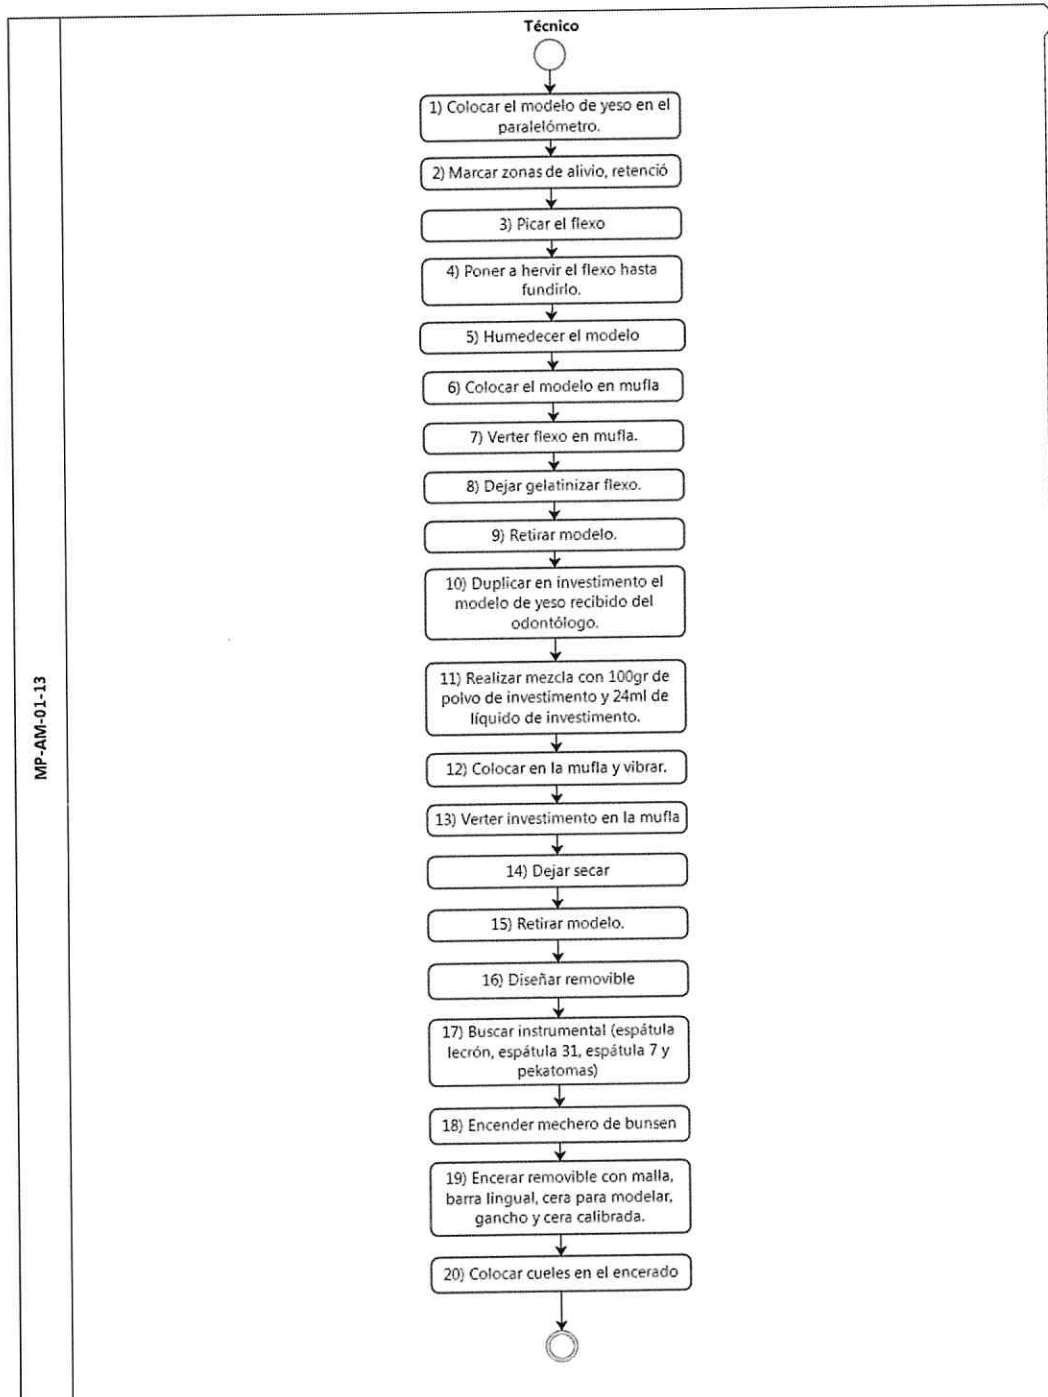 Técnico
1) Colocar el modelo de yeso en el
paralelómetro.
2) Marcar zonas de alivio, retenció
3) Picar el flexo
4) Poner a hervir el flexo hasta
fundirlo.
5) Humedecer el modelo
6) Colocar el modelo en mufla
7) Verter flexo en mufla.
8) Dejar gelatinizar flexo.
9) Retirar modelo.
10) Duplicar en investimento el
modelo de yeso recibido del
odontólogo.
11) Realizar mezcla con 100gr de
polvo de investimento y 24ml de
líquido de investimento.
12) Colocar en la mufla y vibrar.
13) Verter investimento en la mufla
14) Dejar secar
15) Retirar modelo.
16) Diseñar removible
17) Buscar instrumental (espátula
lecrón, espátula 31, espátula 7 y
pekatomas)
18) Encender mechero de bunsen
19) Encerar removible con malla,
barra lingual, cera para modelar,
gancho y cera calibrada.
20) Colocar cueles en el encerado
MP-AM-01-13